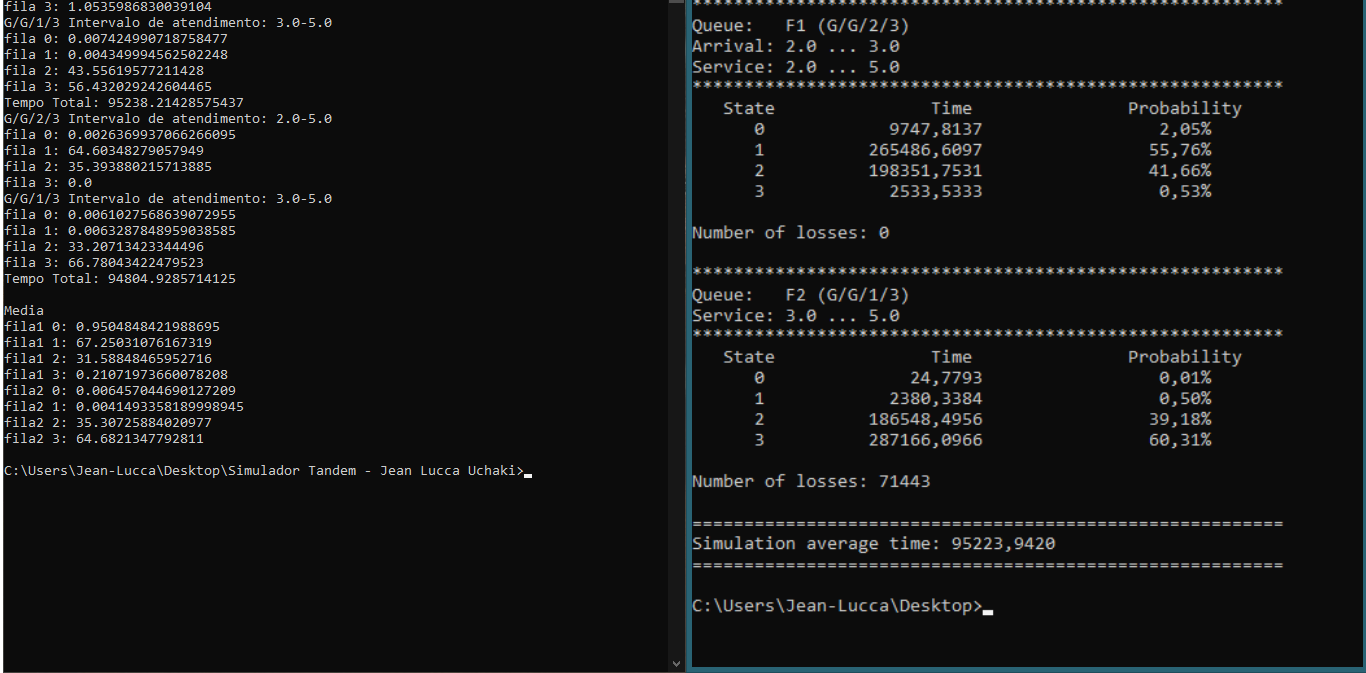 fila 3: 1.0535986830039104
G/G/1/3 Intervalo de atendimento: 3.0-5.0
fila 0: 0.007424990718758477
fila 1: 0.004349994562502248
fila 2: 43.55619577211428
fila 3: 56.432029242604465
Tempo Total: 95238.21428575437
G/G/2/3 Intervalo de atendimento: 2.0-5.0
fila 0: 0.0026369937066266095
fila 1: 64.60348279057949
fila 2: 35.393880215713885
fila 3: 0.0
G/G/1/3 Intervalo de atendimento: 3.0-5.0
fila 0: 0.0061027568639072955
fila 1: 0.0063287848959038585
fila 2: 33.20713423344496
fila 3: 66.78043422479523
Tempo Total: 94804.9285714125
Media
fila1 0: 0.9504848421988695
fila1 1: 67.25031076167319
fila1 2: 31.58848465952716
fila1 3: 0.21071973660078208
fila2 0: 0.006457044690127209
fila2 1: 0.0041493358189998945
fila2 2: 35.30725884020977
fila2 3: 64.6821347792811
C:\Users\Jean-Lucca\Desktop\Simulador Tandem - Jean Lucca Uchaki>
*********************************************************
Queue:   F1 (G/G/2/3)
Arrival: 2.0 ... 3.0
Service: 2.0 ... 5.0
*********************************************************
State Time Probability
0 9747,8137 2,05%
1 265486,6097 55,76%
2 198351,7531 41,66%
3 2533,5333 0,53%
Number of losses: 0
*********************************************************
Queue:   F2 (G/G/1/3)
Service: 3.0 ... 5.0
*********************************************************
State Time Probability
0 24,7793 0,01%
1 2380,3384 0,50%
2 186548,4956 39,18%
3 287166,0966 60,31%
Number of losses: 71443
=========================================================
Simulation average time: 95223,9420
=========================================================
C:\Users\Jean-Lucca\Desktop>